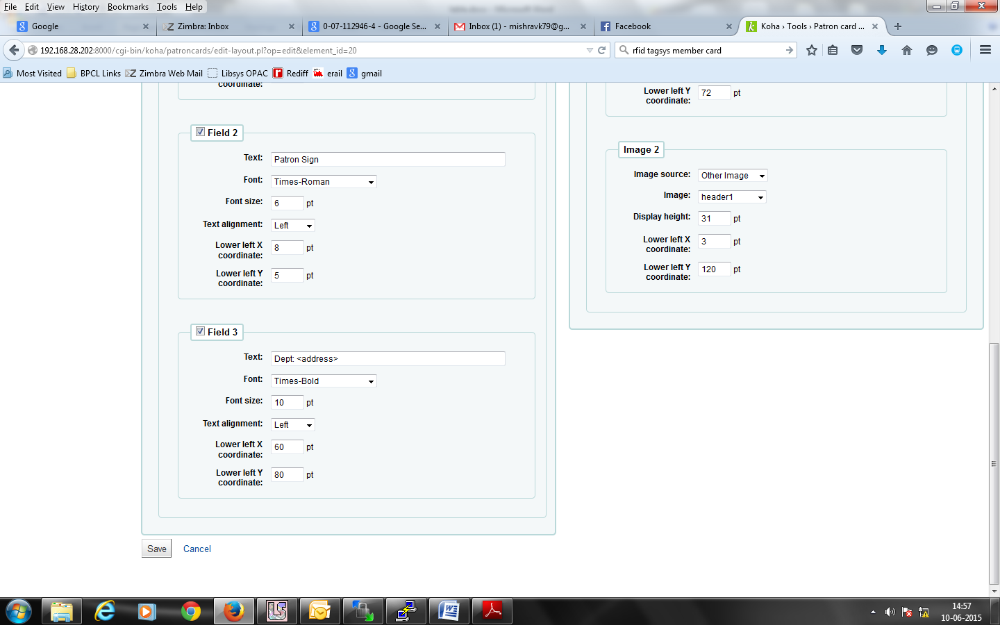 File Edit View History Bookmarks Tools Help
Google
Zimbra: Inbox
0-07-112946-4 - Google Se...
Inbox (1) - mishravk79@g...
Facebook
Koha › Tools › Patron card ...
192.168.28.202:8000/cgi-bin/koha/patroncards/edit-layout.pl?op=edit&element_id=20
rfid tagsys member card
Most Visited BPCL Links Zimbra Web Mail Libsys OPAC Rediff erail gmail
coordinate:
Field 2
Text: Patron Sign
Font: Times-Roman
Font size: 6 pt
Text alignment: Left
Lower left X
coordinate: 8 pt
Lower left Y
coordinate: 5 pt
Field 3
Text: Dept: <address>
Font: Times-Bold
Font size: 10 pt
Text alignment: Left
Lower left X
coordinate: 60 pt
Lower left Y
coordinate: 80 pt
Save Cancel
Lower left Y
coordinate: 72 pt
Image 2
Image source: Other Image
Image: header1
Display height: 31 pt
Lower left X
coordinate: 3 pt
Lower left Y
coordinate: 120 pt
14:57
10-06-2015